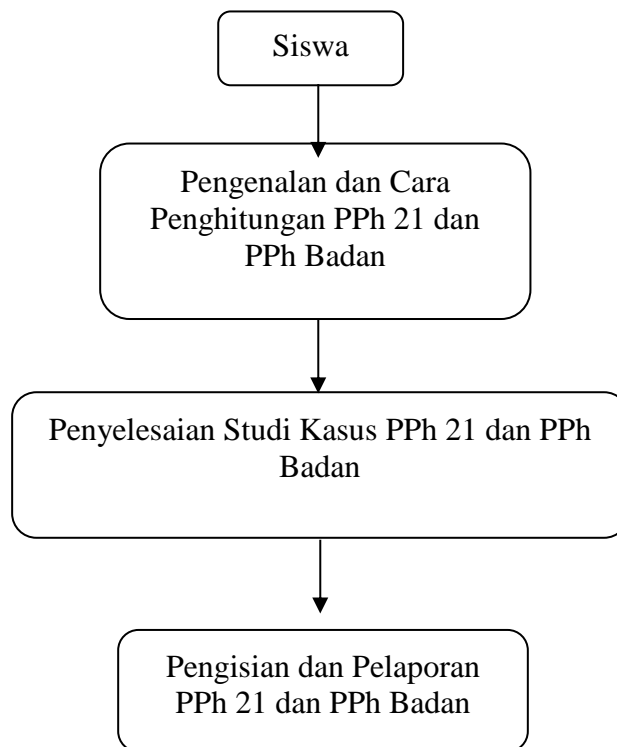 Siswa
Pengenalan dan Cara
Penghitungan PPh 21 dan
PPh Badan
Penyelesaian Studi Kasus PPh 21 dan PPh
Badan
Pengisian dan Pelaporan
PPh 21 dan PPh Badan